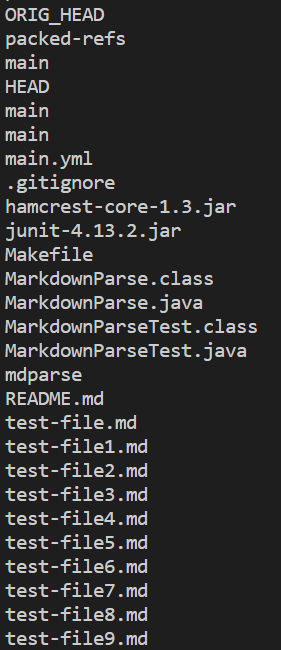 ORIG_HEAD
packed-refs
main
HEAD
main
main
main.yml
.gitignore
hamcrest-core-1.3.jar
junit-4.13.2.jar
Makefile
MarkdownParse.class
MarkdownParse.java
MarkdownParseTest.class
MarkdownParseTest.java
mdparse
README.md
test-file.md
test-file1.md
test-file2.md
test-file3.md
test-file4.md
test-file5.md
test-file6.md
test-file7.md
test-file8.md
test-file9.md